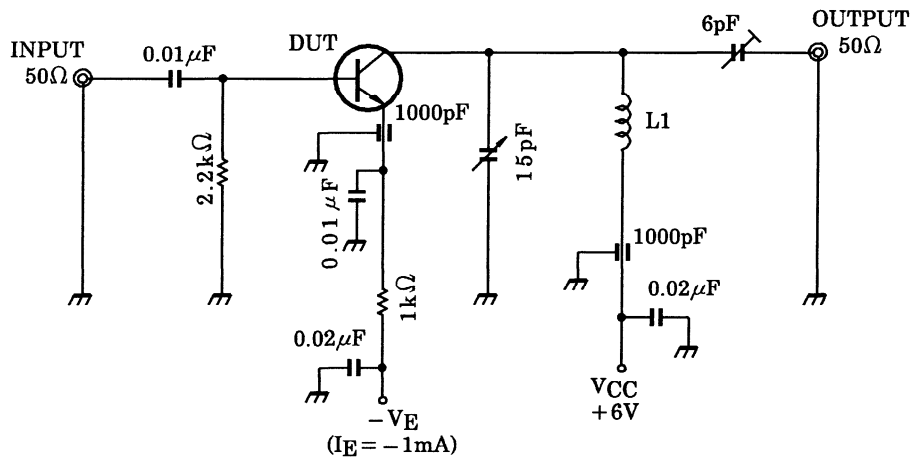 INPUT
50Ω
0.01μF
DUT
6pF
OUTPUT
50Ω
2.2kΩ
1000pF
0.01μF
15pF
L1
1000pF
1kΩ
0.02μF
0.02μF
−VE
(IE = −1mA)
VCC
+6V